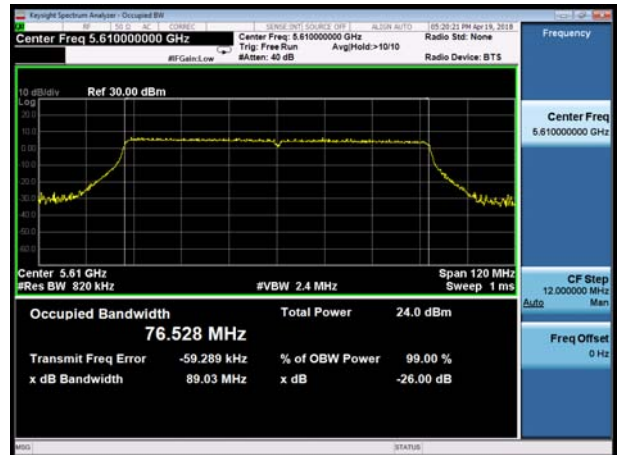 Keysight Spectrum Analyzer - Occupied BW
RF 50 Ω AC CORREC SENSE:INT SOURCE OFF ALIGN AUTO 05:20:21 PM Apr 19, 2018
Center Freq 5.610000000 GHz
Center Freq: 5.610000000 GHz
Radio Std: None
Trig: Free Run Avg|Hold:>10/10
#IFGain:Low #Atten: 40 dB Radio Device: BTS
Frequency
10 dB/div Ref 30.00 dBm
Log
20.0
10.0
0.00
Center Freq
5.610000000 GHz
Center 5.61 GHz Span 120 MHz
#Res BW 820 kHz #VBW 2.4 MHz Sweep 1 ms
CF Step
12.000000 MHz
Auto Man
Occupied Bandwidth Total Power 24.0 dBm
76.528 MHz
Freq Offset
0 Hz
Transmit Freq Error -59.289 kHz % of OBW Power 99.00 %
x dB Bandwidth 89.03 MHz x dB -26.00 dB
MSG STATUS